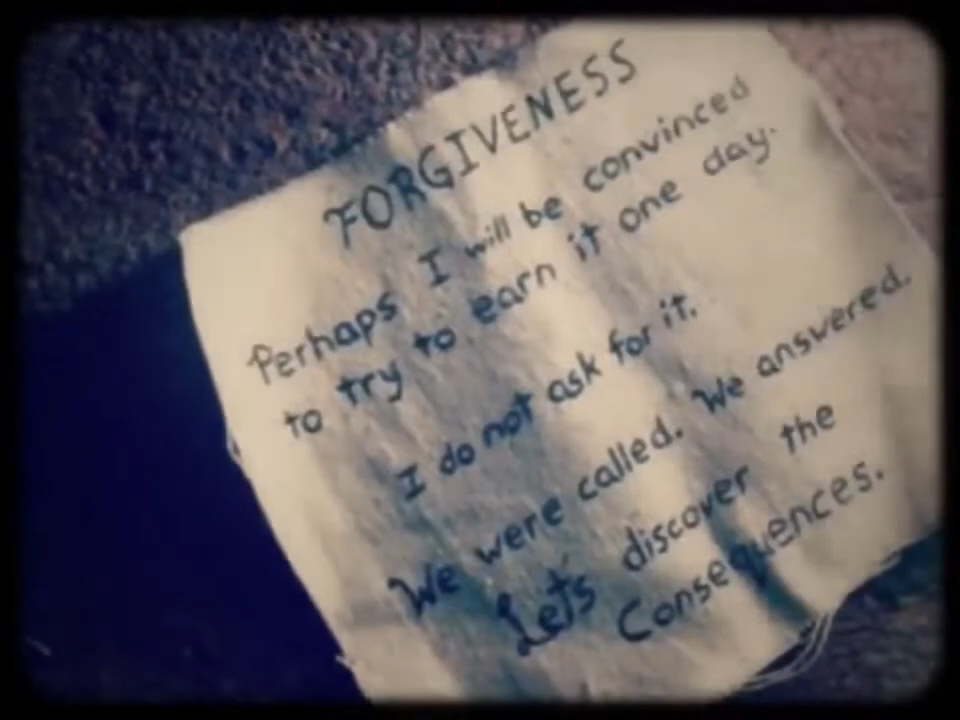 FORGIVENESS
Perhaps I will be convinced
to try to earn it one day.
I do not ask for it.
We were called. We answered.
Let's discover the
Consequences.